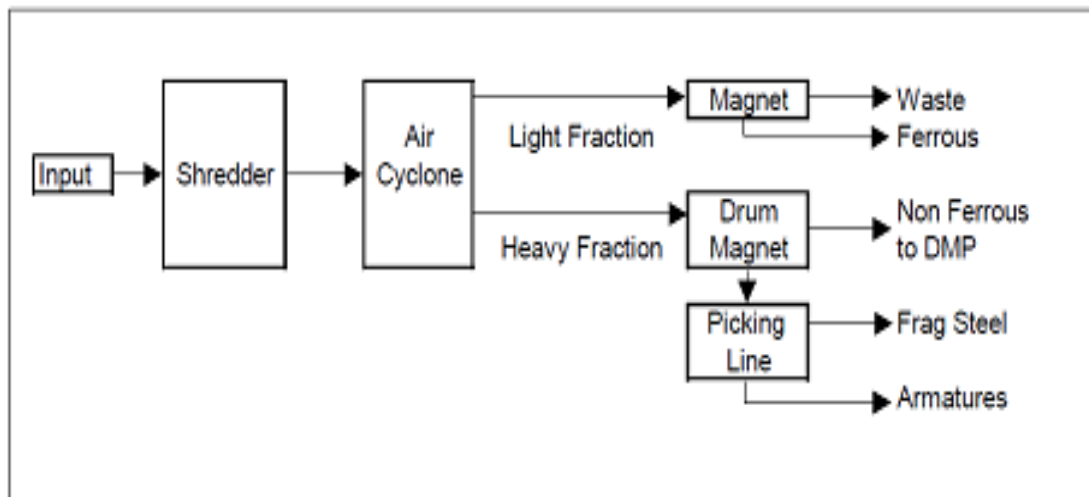 Input
Shredder
Air
Cyclone
Light Fraction
Heavy Fraction
Magnet
Waste
Ferrous
Drum
Magnet
Non Ferrous
to DMP
Picking
Line
Frag Steel
Armatures